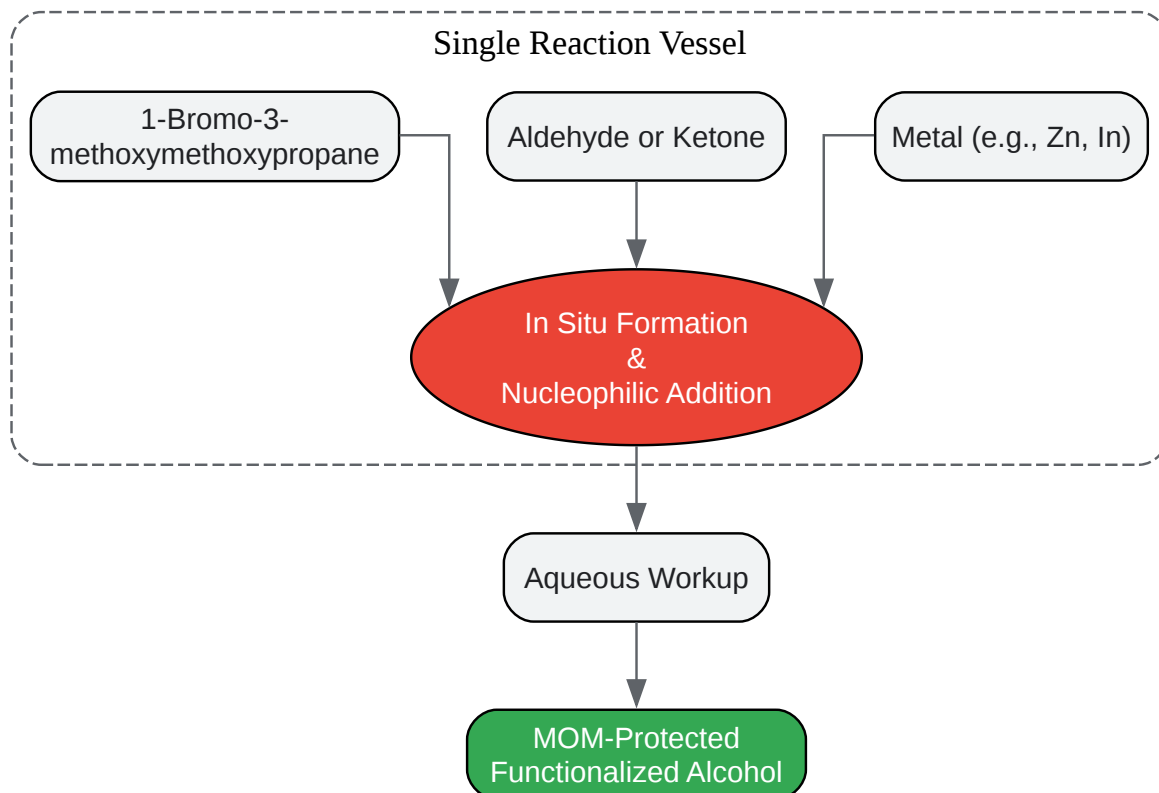 Single Reaction Vessel
1-Bromo-3-
methoxymethoxypropane
Aldehyde or Ketone
Metal (e.g., Zn, In)
In Situ Formation
&
Nucleophilic Addition
Aqueous Workup
MOM-Protected
Functionalized Alcohol